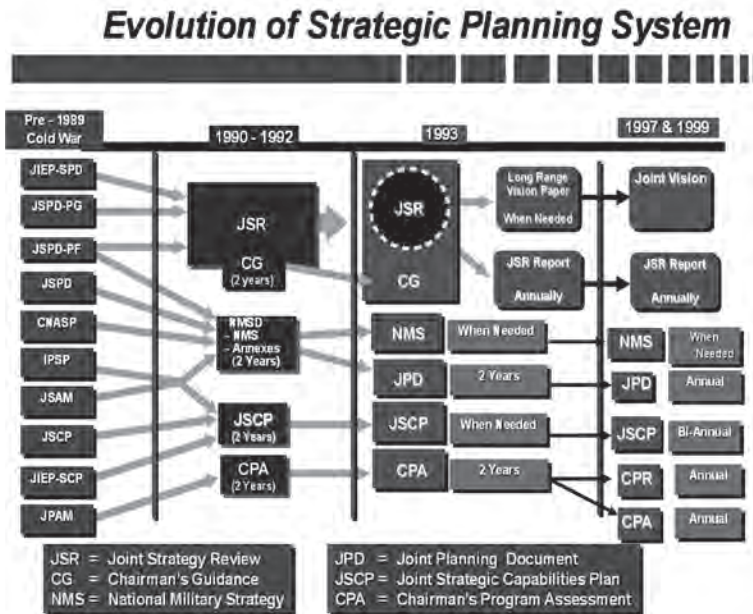 Evolution of Strategic Planning System
Pre - 1989
Cold War
1990 - 1992
1993
1997 & 1999
JIEP-SPD
JSPD-PG
JSPD-PF
JSPD
CNASP
IPSP
JSAM
JSCP
JIEP-SCP
JPAM
JSR
CG
(2 years)
NMSD
- NMS
- Annexes
(2 Years)
JSCP
(2 Years)
CPA
(2 Years)
JSR
CG
Long Range
Vision Paper
When Needed
JSR Report
Annually
NMS
When Needed
JPD
2 Years
JSCP
When Needed
CPA
2 Years
Joint Vision
JSR Report
Annually
NMS
When
Needed
JPD
Annual
JSCP
Bi-Annual
CPR
Annual
CPA
Annual
JSR = Joint Strategy Review
CG = Chairman's Guidance
NMS = National Military Strategy
JPD = Joint Planning Document
JSCP = Joint Strategic Capabilities Plan
CPA = Chairman's Program Assessment